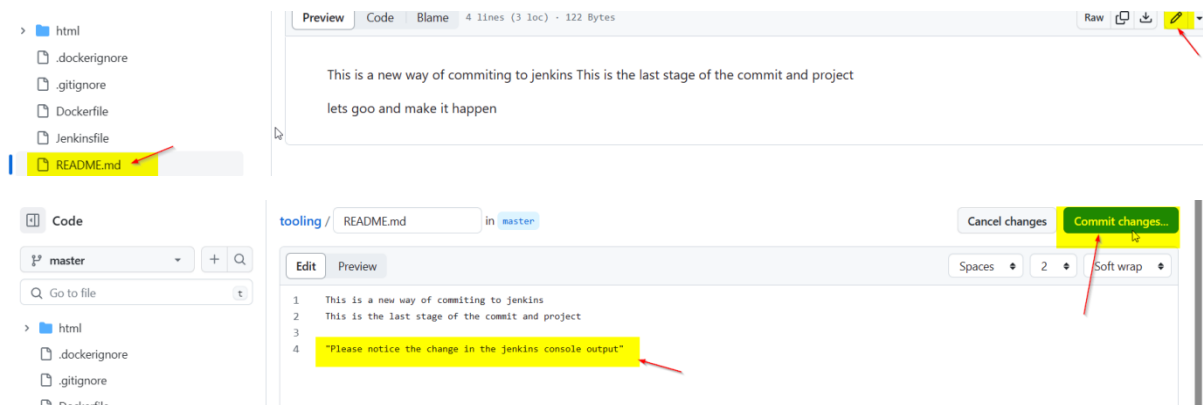 html
.dockerignore
.gitignore
Dockerfile
Jenkinsfile
README.md
Preview Code Blame 4 lines (3 loc) · 122 Bytes Raw
This is a new way of commiting to jenkins This is the last stage of the commit and project
lets goo and make it happen
Code
master
Go to file t
html
.dockerignore
.gitignore
Dockerfile
tooling / README.md in master Cancel changes Commit changes...
Edit Preview Spaces 2 Soft wrap
1 This is a new way of commiting to jenkins
2 This is the last stage of the commit and project
3
4 "Please notice the change in the jenkins console output"